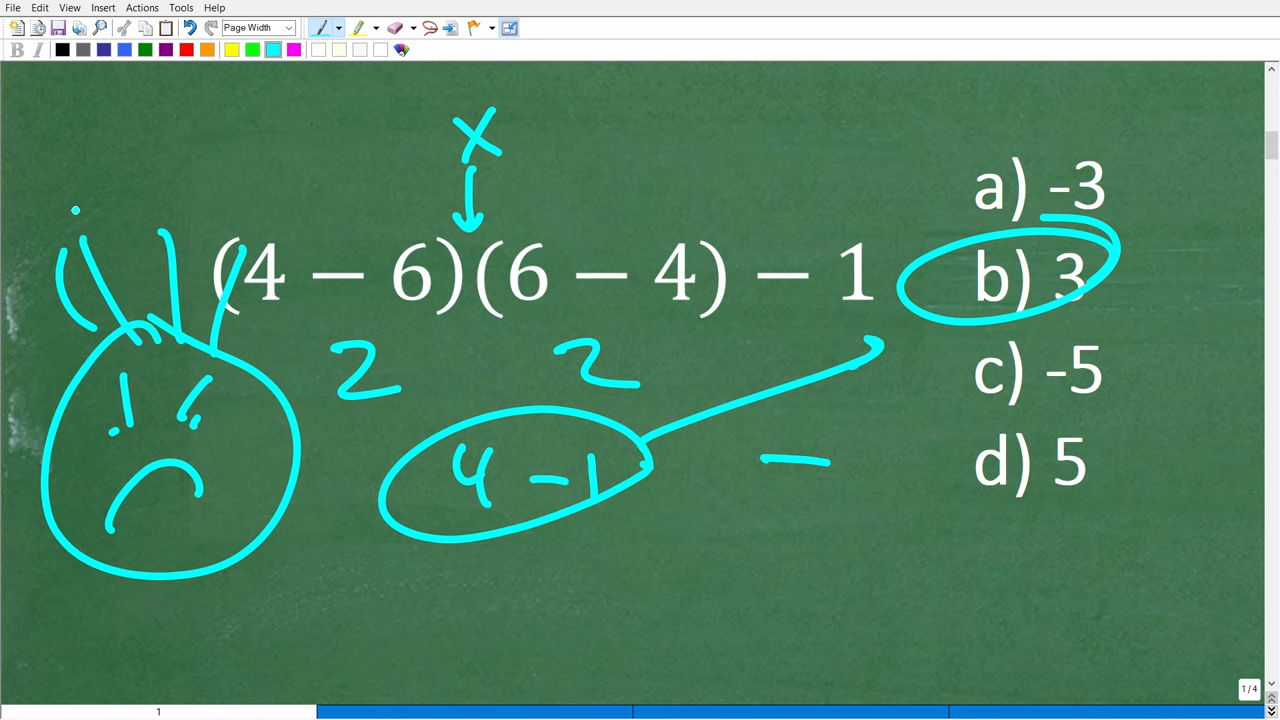 File Edit View Insert Actions Tools Help
Page Width
B I
x
(4 − 6)(6 − 4) − 1
a) -3
b) 3
c) -5
d) 5
2 2
4 - 1 -
1/4
1